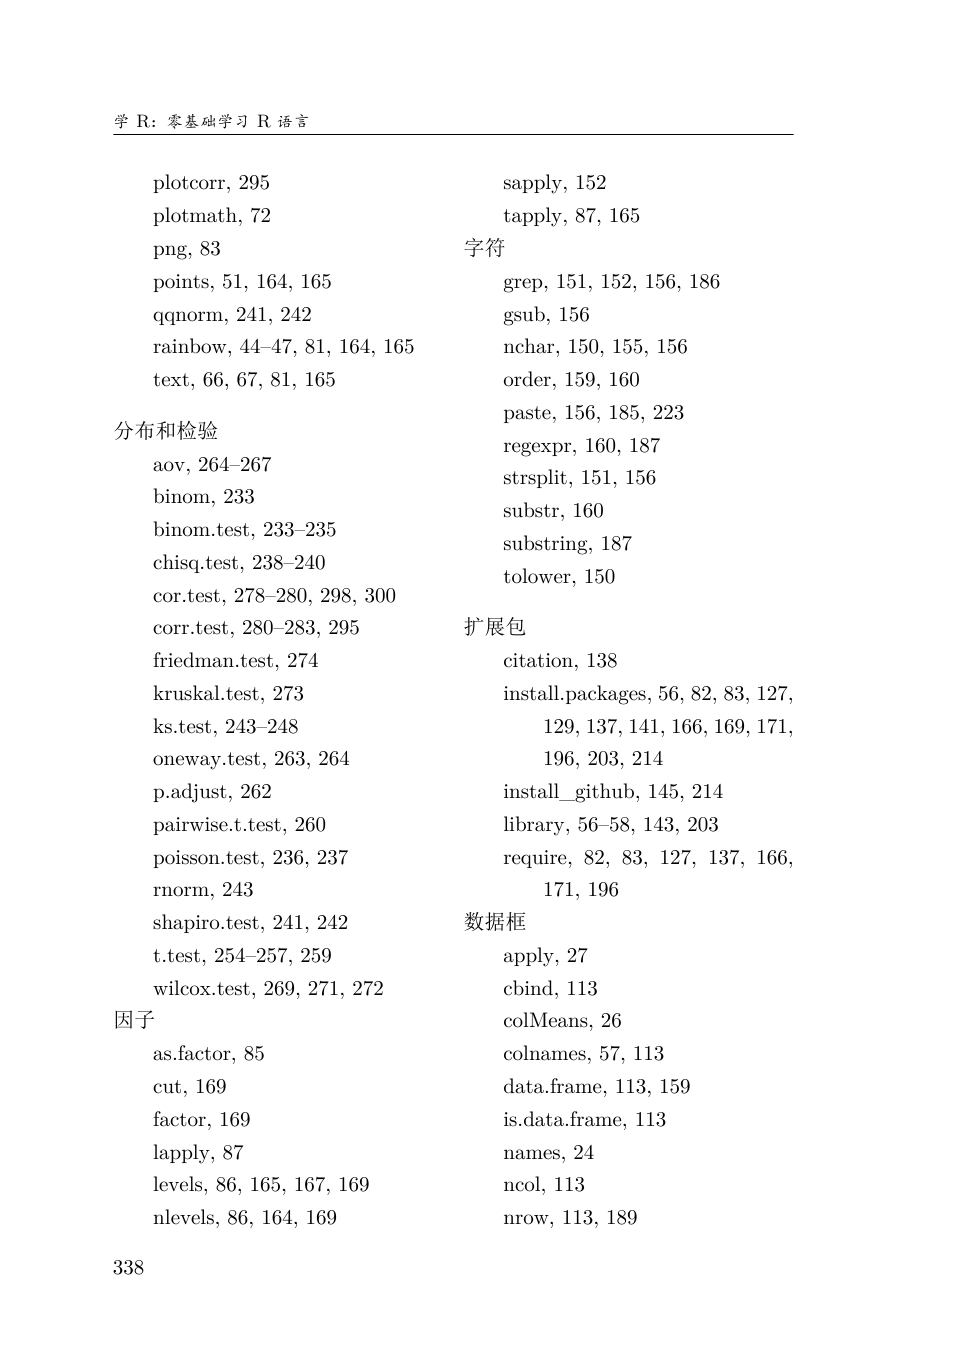 学 R: 零基础学习 R 语言
plotcorr, 295
plotmath, 72
png, 83
points, 51, 164, 165
qqnorm, 241, 242
rainbow, 44–47, 81, 164, 165
text, 66, 67, 81, 165
分布和检验
aov, 264–267
binom, 233
binom.test, 233–235
chisq.test, 238–240
cor.test, 278–280, 298, 300
corr.test, 280–283, 295
friedman.test, 274
kruskal.test, 273
ks.test, 243–248
oneway.test, 263, 264
p.adjust, 262
pairwise.t.test, 260
poisson.test, 236, 237
rnorm, 243
shapiro.test, 241, 242
t.test, 254–257, 259
wilcox.test, 269, 271, 272
因子
as.factor, 85
cut, 169
factor, 169
lapply, 87
levels, 86, 165, 167, 169
nlevels, 86, 164, 169
sapply, 152
tapply, 87, 165
字符
grep, 151, 152, 156, 186
gsub, 156
nchar, 150, 155, 156
order, 159, 160
paste, 156, 185, 223
regexpr, 160, 187
strsplit, 151, 156
substr, 160
substring, 187
tolower, 150
扩展包
citation, 138
install.packages, 56, 82, 83, 127,
129, 137, 141, 166, 169, 171,
196, 203, 214
install_github, 145, 214
library, 56–58, 143, 203
require, 82, 83, 127, 137, 166,
171, 196
数据框
apply, 27
cbind, 113
colMeans, 26
colnames, 57, 113
data.frame, 113, 159
is.data.frame, 113
names, 24
ncol, 113
nrow, 113, 189
338